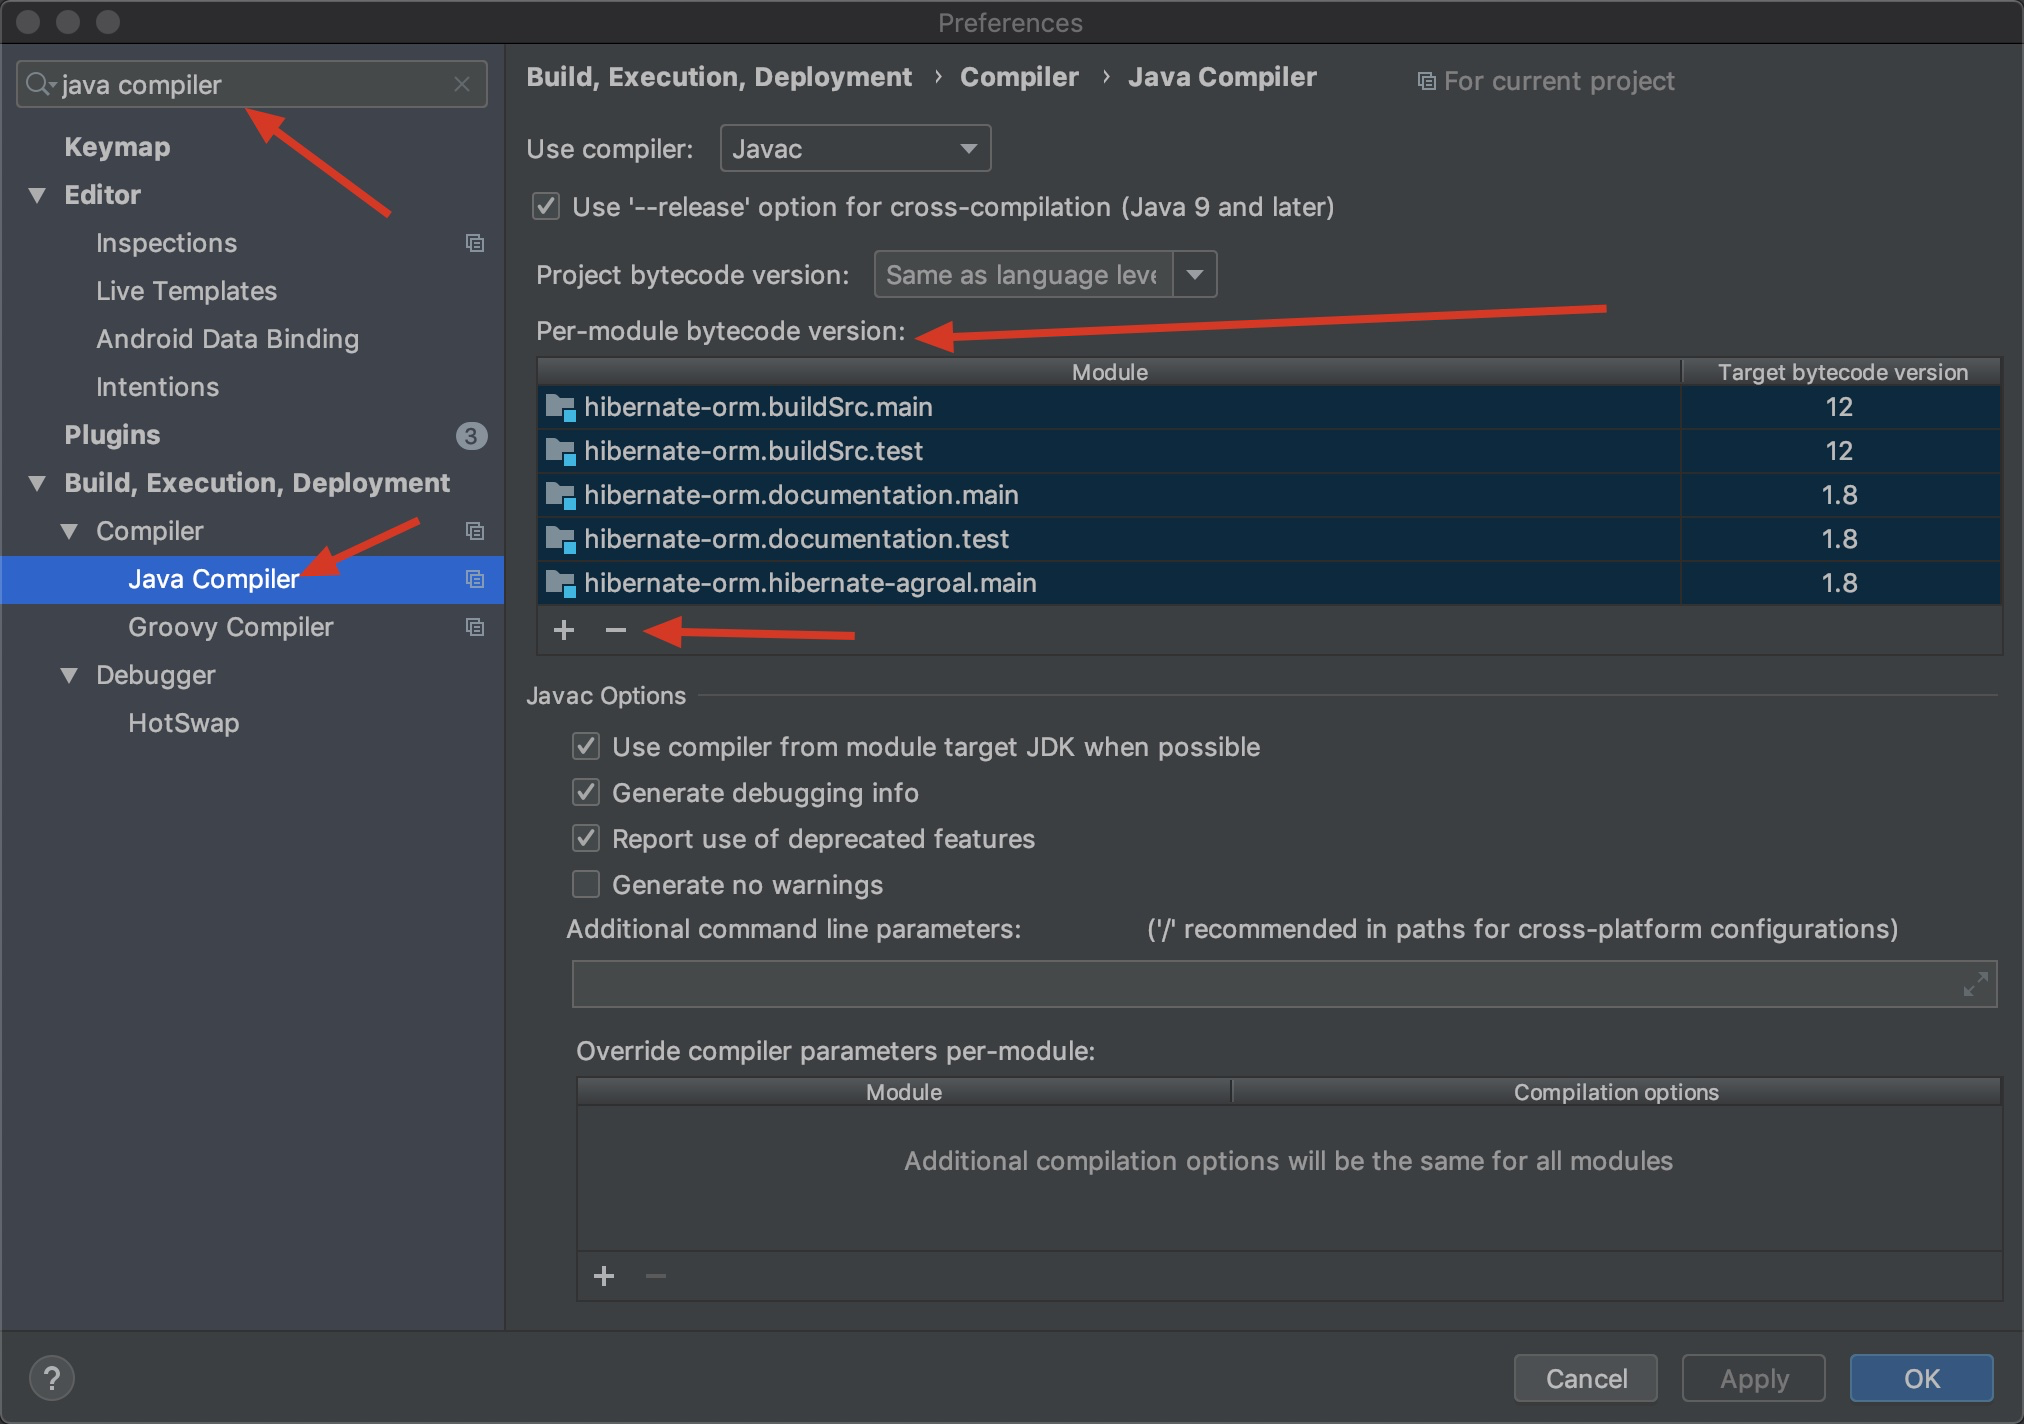 Preferences
java compiler
Keymap
Editor
Inspections
Live Templates
Android Data Binding
Intentions
Plugins 3
Build, Execution, Deployment
Compiler
Java Compiler
Groovy Compiler
Debugger
HotSwap
Build, Execution, Deployment › Compiler › Java Compiler For current project
Use compiler: Javac
Use '--release' option for cross-compilation (Java 9 and later)
Project bytecode version: Same as language leve
Per-module bytecode version:
Module Target bytecode version
hibernate-orm.buildSrc.main 12
hibernate-orm.buildSrc.test 12
hibernate-orm.documentation.main 1.8
hibernate-orm.documentation.test 1.8
hibernate-orm.hibernate-agroal.main 1.8
Javac Options
Use compiler from module target JDK when possible
Generate debugging info
Report use of deprecated features
Generate no warnings
Additional command line parameters: ('/' recommended in paths for cross-platform configurations)
Override compiler parameters per-module:
Module Compilation options
Additional compilation options will be the same for all modules
? Cancel Apply OK